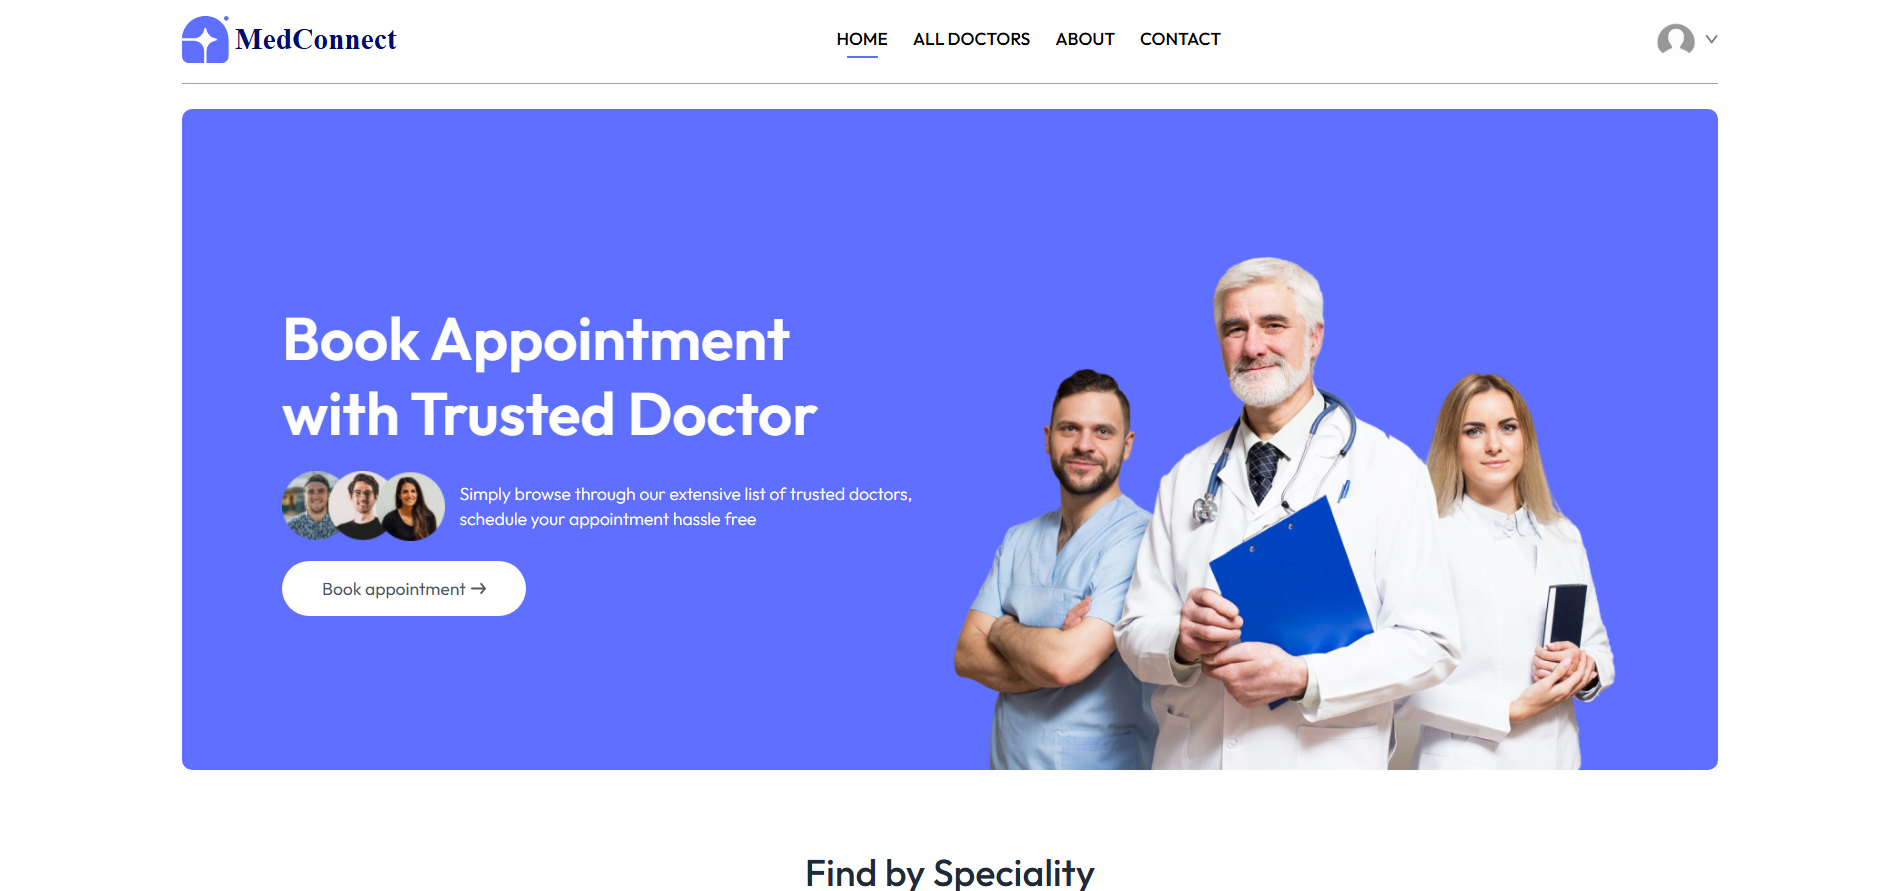 MedConnect
HOME
ALL DOCTORS
ABOUT
CONTACT
Book Appointment
with Trusted Doctor
Simply browse through our extensive list of trusted doctors,
schedule your appointment hassle free
Book appointment →
Find by Speciality